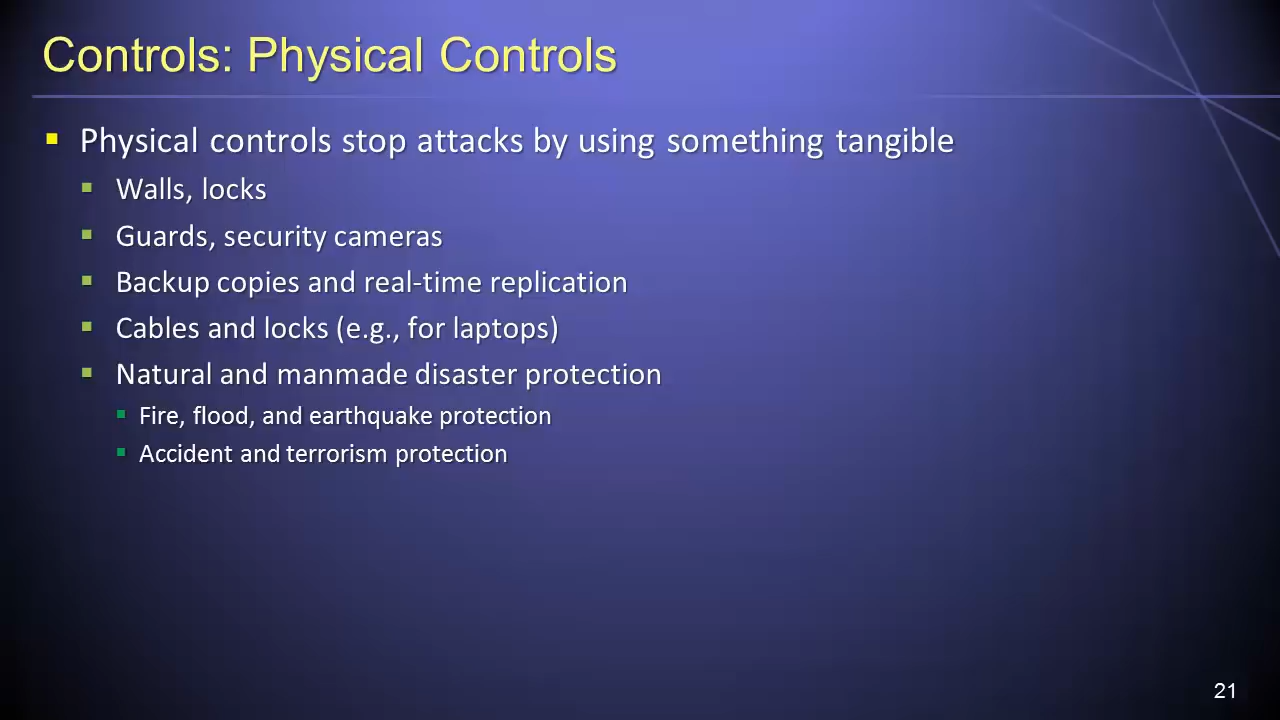 Controls: Physical Controls
Physical controls stop attacks by using something tangible
Walls, locks
Guards, security cameras
Backup copies and real-time replication
Cables and locks (e.g., for laptops)
Natural and manmade disaster protection
Fire, flood, and earthquake protection
Accident and terrorism protection
21